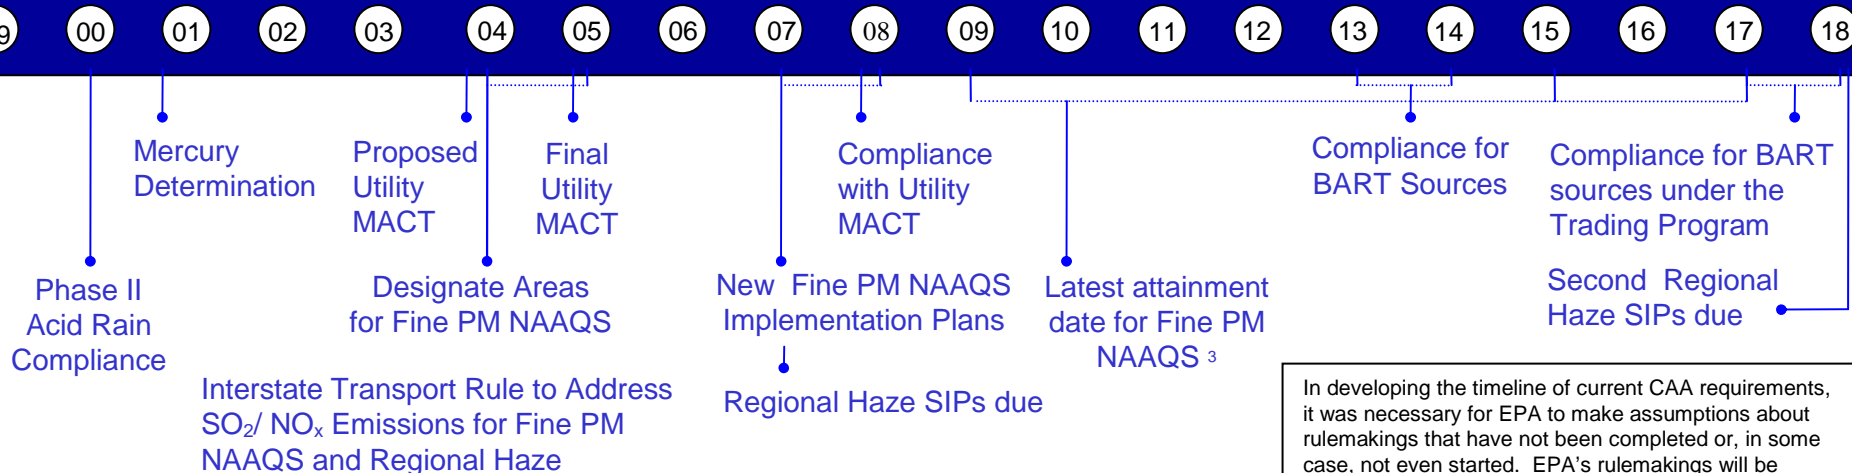 9 00 01 02 03 04 05 06 07 08 09 10 11 12 13 14 15 16 17 18
Mercury
Determination
Proposed
Utility
MACT
Final
Utility
MACT
Compliance
with Utility
MACT
Compliance for
BART Sources
Compliance for BART
sources under the
Trading Program
Phase II
Acid Rain
Compliance
Designate Areas
for Fine PM NAAQS
New Fine PM NAAQS
Implementation Plans
Latest attainment
date for Fine PM
NAAQS 3
Second Regional
Haze SIPs due
Interstate Transport Rule to Address
SO2/ NOx Emissions for Fine PM
NAAQS and Regional Haze
Regional Haze SIPs due
In developing the timeline of current CAA requirements,
it was necessary for EPA to make assumptions about
rulemakings that have not been completed or, in some
case, not even started. EPA's rulemakings will be